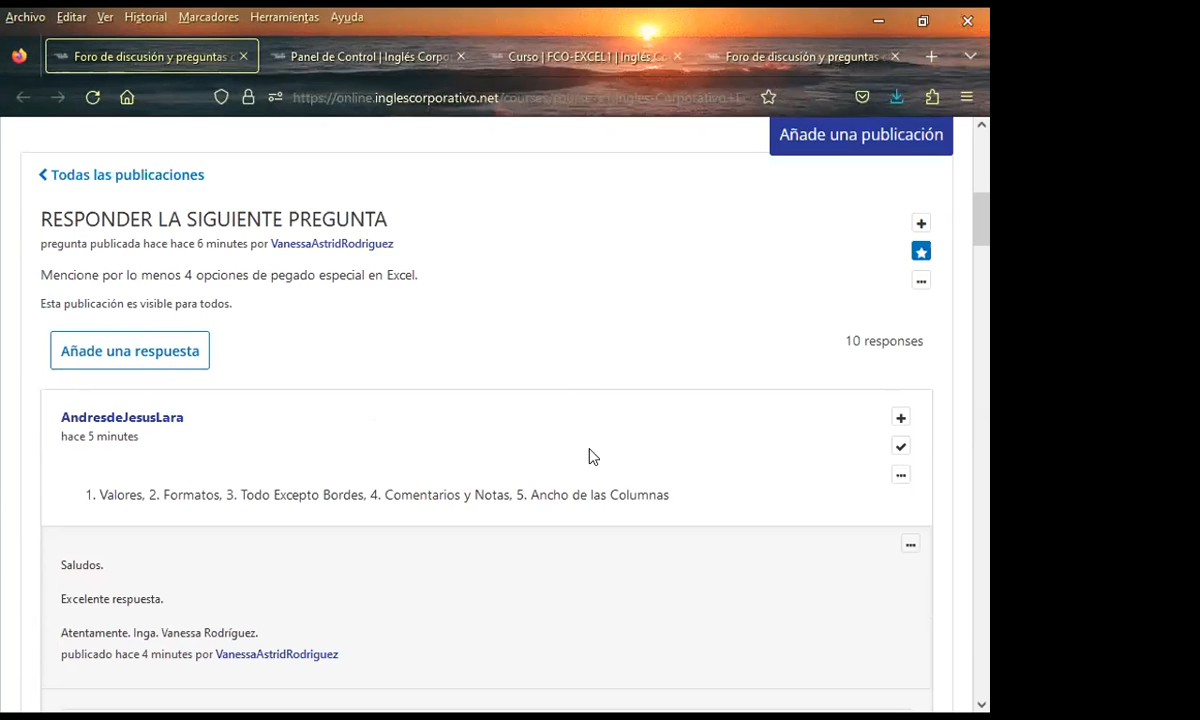 Archivo Editar Ver Historial Marcadores Herramientas Ayuda
Foro de discusión y preguntas Panel de Control | Inglés Corpo Curso | FCO-EXCEL1 | Inglés Foro de discusión y preguntas
https://online.inglescorporativo.net
Añade una publicación
Todas las publicaciones
RESPONDER LA SIGUIENTE PREGUNTA
pregunta publicada hace hace 6 minutes por VanessaAstridRodriguez
Mencione por lo menos 4 opciones de pegado especial en Excel.
Esta publicación es visible para todos.
Añade una respuesta
10 responses
AndresdeJesusLara
hace 5 minutes
1. Valores, 2. Formatos, 3. Todo Excepto Bordes, 4. Comentarios y Notas, 5. Ancho de las Columnas
Saludos.
Excelente respuesta.
Atentamente. Inga. Vanessa Rodríguez.
publicado hace 4 minutes por VanessaAstridRodriguez